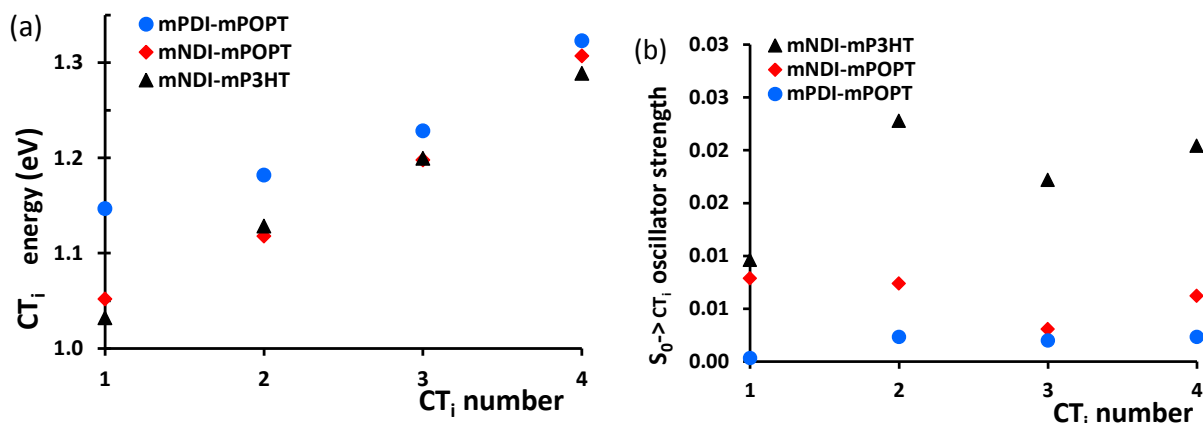 (a)
mPDI-mPOPT
mNDI-mPOPT
mNDI-mP3HT
CTi energy (eV)
1.3
1.2
1.1
1.0
1 2 3 4
CTi number
(b)
mNDI-mP3HT
mNDI-mPOPT
mPDI-mPOPT
S0-> CTi oscillator strength
0.03
0.03
0.02
0.02
0.01
0.01
0.00
1 2 3 4
CTi number